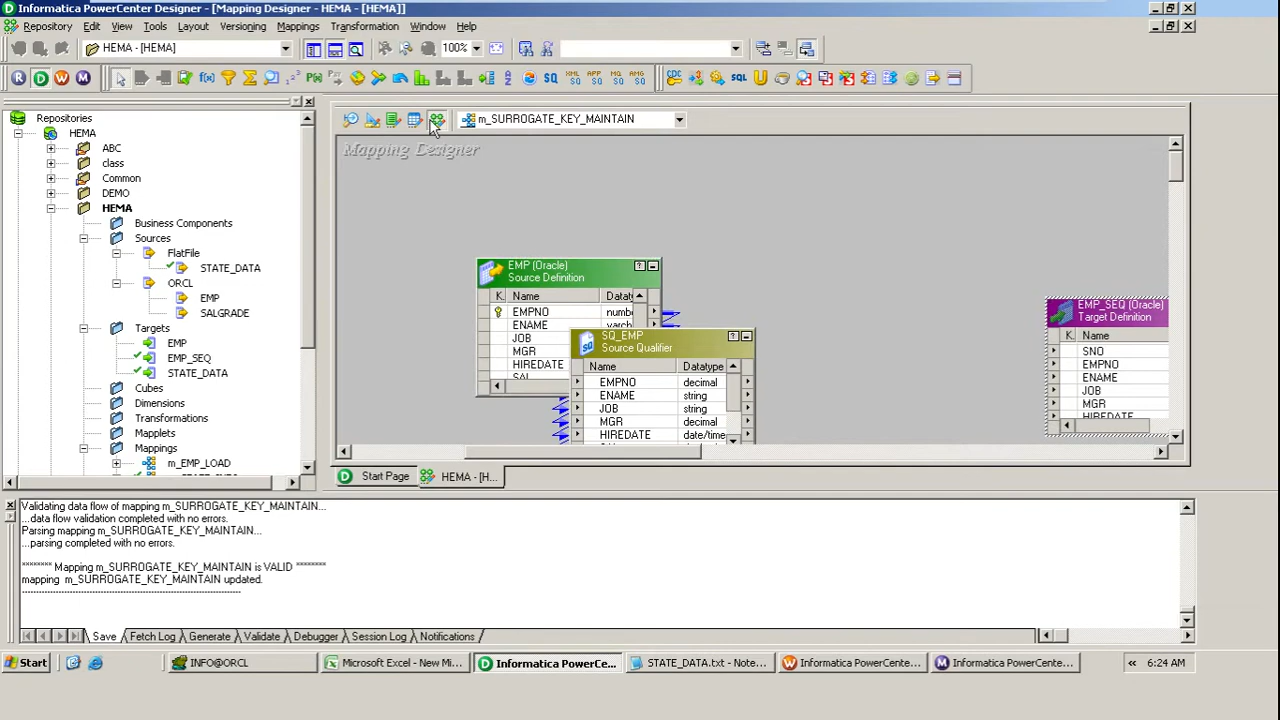 Informatica PowerCenter Designer - [Mapping Designer - HEMA - [HEMA]]
Repository Edit View Tools Layout Versioning Mappings Transformation Window Help
HEMA - [HEMA] 100%
Repositories
HEMA
ABC
class
Common
DEMO
HEMA
Business Components
Sources
FlatFile
STATE_DATA
ORCL
EMP
SALGRADE
Targets
EMP
EMP_SEQ
STATE_DATA
Cubes
Dimensions
Transformations
Mapplets
Mappings
m_EMP_LOAD
m_SURROGATE_KEY_MAINTAIN
Mapping Designer
EMP (Oracle)
Source Definition
K. Name Dataty
EMPNO numbe
ENAME varch
JOB
MGR
HIREDATE
SAL
SQ_EMP
Source Qualifier
Name Datatype
EMPNO decimal
ENAME string
JOB string
MGR decimal
HIREDATE date/time
EMP_SEQ (Oracle)
Target Definition
K. Name
SNO
EMPNO
ENAME
JOB
MGR
HIREDATE
Start Page HEMA - [H...
Validating data flow of mapping m_SURROGATE_KEY_MAINTAIN...
...data flow validation completed with no errors.
Parsing mapping m_SURROGATE_KEY_MAINTAIN...
...parsing completed with no errors.
******** Mapping m_SURROGATE_KEY_MAINTAIN is VALID ********
mapping m_SURROGATE_KEY_MAINTAIN updated.
Save Fetch Log Generate Validate Debugger Session Log Notifications
Start INFO@ORCL Microsoft Excel - New Mi... Informatica PowerCe... STATE_DATA.txt - Note... Informatica PowerCente... Informatica PowerCente... 6:24 AM